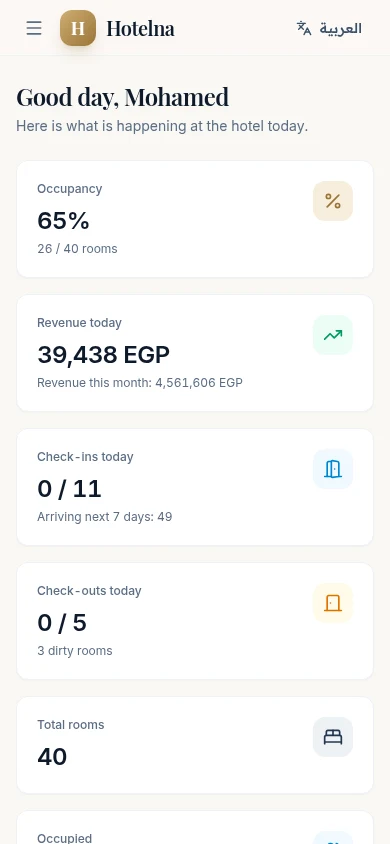 H Hotelna
العربية
Good day, Mohamed
Here is what is happening at the hotel today.
Occupancy
65%
26 / 40 rooms
Revenue today
39,438 EGP
Revenue this month: 4,561,606 EGP
Check-ins today
0 / 11
Arriving next 7 days: 49
Check-outs today
0 / 5
3 dirty rooms
Total rooms
40
Occupied